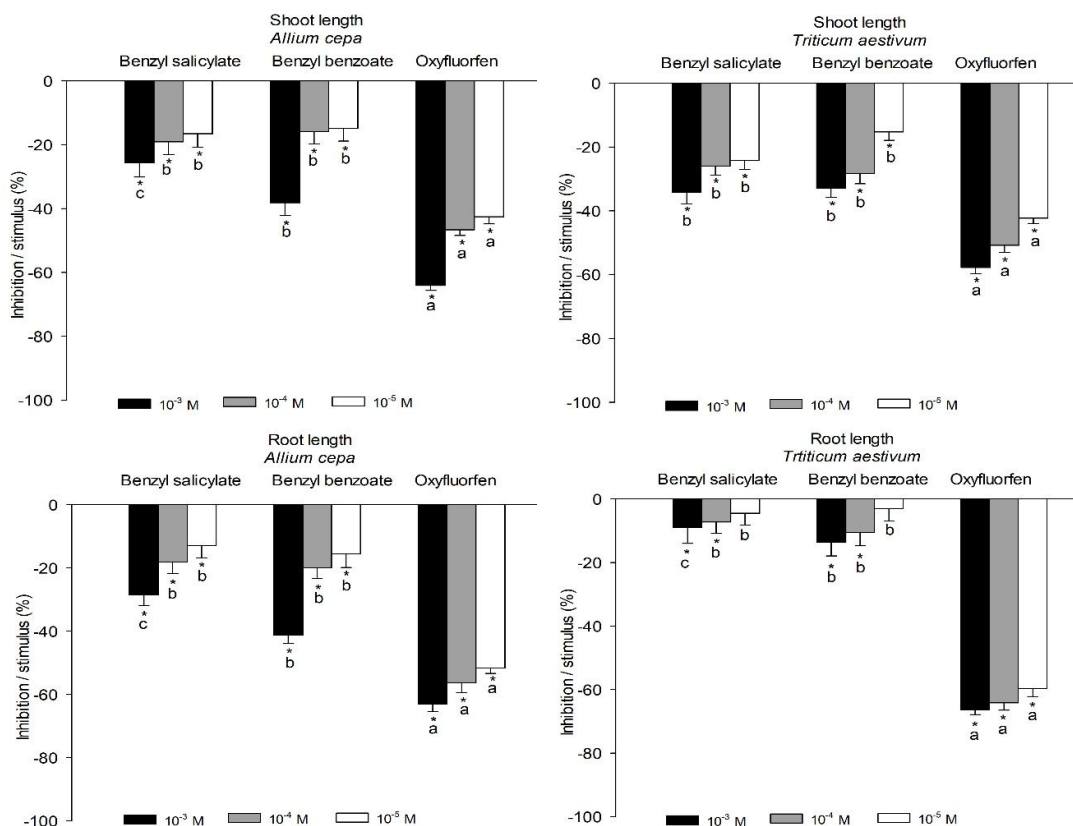 Shoot length
Allium cepa
Benzyl salicylate Benzyl benzoate Oxyfluorfen
0
-20
-40
-60
-80
-100
Inhibition / stimulus (%)
* * * * * * * * *
c b b b b b a a a
10⁻³ M 10⁻⁴ M 10⁻⁵ M
Shoot length
Triticum aestivum
Benzyl salicylate Benzyl benzoate Oxyfluorfen
0
-20
-40
-60
-80
-100
Inhibition / stimulus (%)
* * * * * * * * *
b b b b b b a a a
10⁻³ M 10⁻⁴ M 10⁻⁵ M
Root length
Allium cepa
Benzyl salicylate Benzyl benzoate Oxyfluorfen
0
-20
-40
-60
-80
-100
Inhibition / stimulus (%)
* * * * * * * * *
c b b b b b a a a
10⁻³ M 10⁻⁴ M 10⁻⁵ M
Root length
Trtiticum aestivum
Benzyl salicylate Benzyl benzoate Oxyfluorfen
0
-20
-40
-60
-80
-100
Inhibition / stimulus (%)
* * * * * * *
c b b b b b a a a
10⁻³ M 10⁻⁴ M 10⁻⁵ M